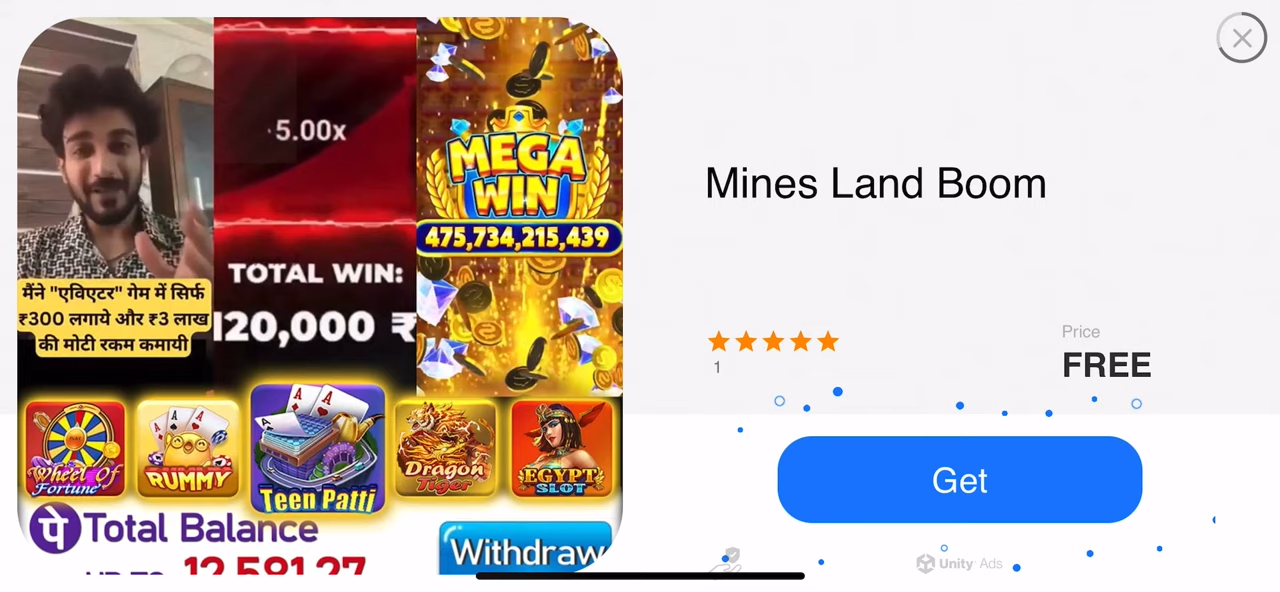 5.00x
MEGA
WIN
475,734,215,439
TOTAL WIN:
120,000 ₹
मैंने "एविएटर" गेम में सिर्फ
₹300 लगाये और ₹3 लाख
की मोटी रकम कमायी
Wheel Of
Fortune
RUMMY
Teen Patti
Dragon
Tiger
EGYPT
SLOT
पे Total Balance
Withdraw
Mines Land Boom
1
Price
FREE
Get
Unity Ads